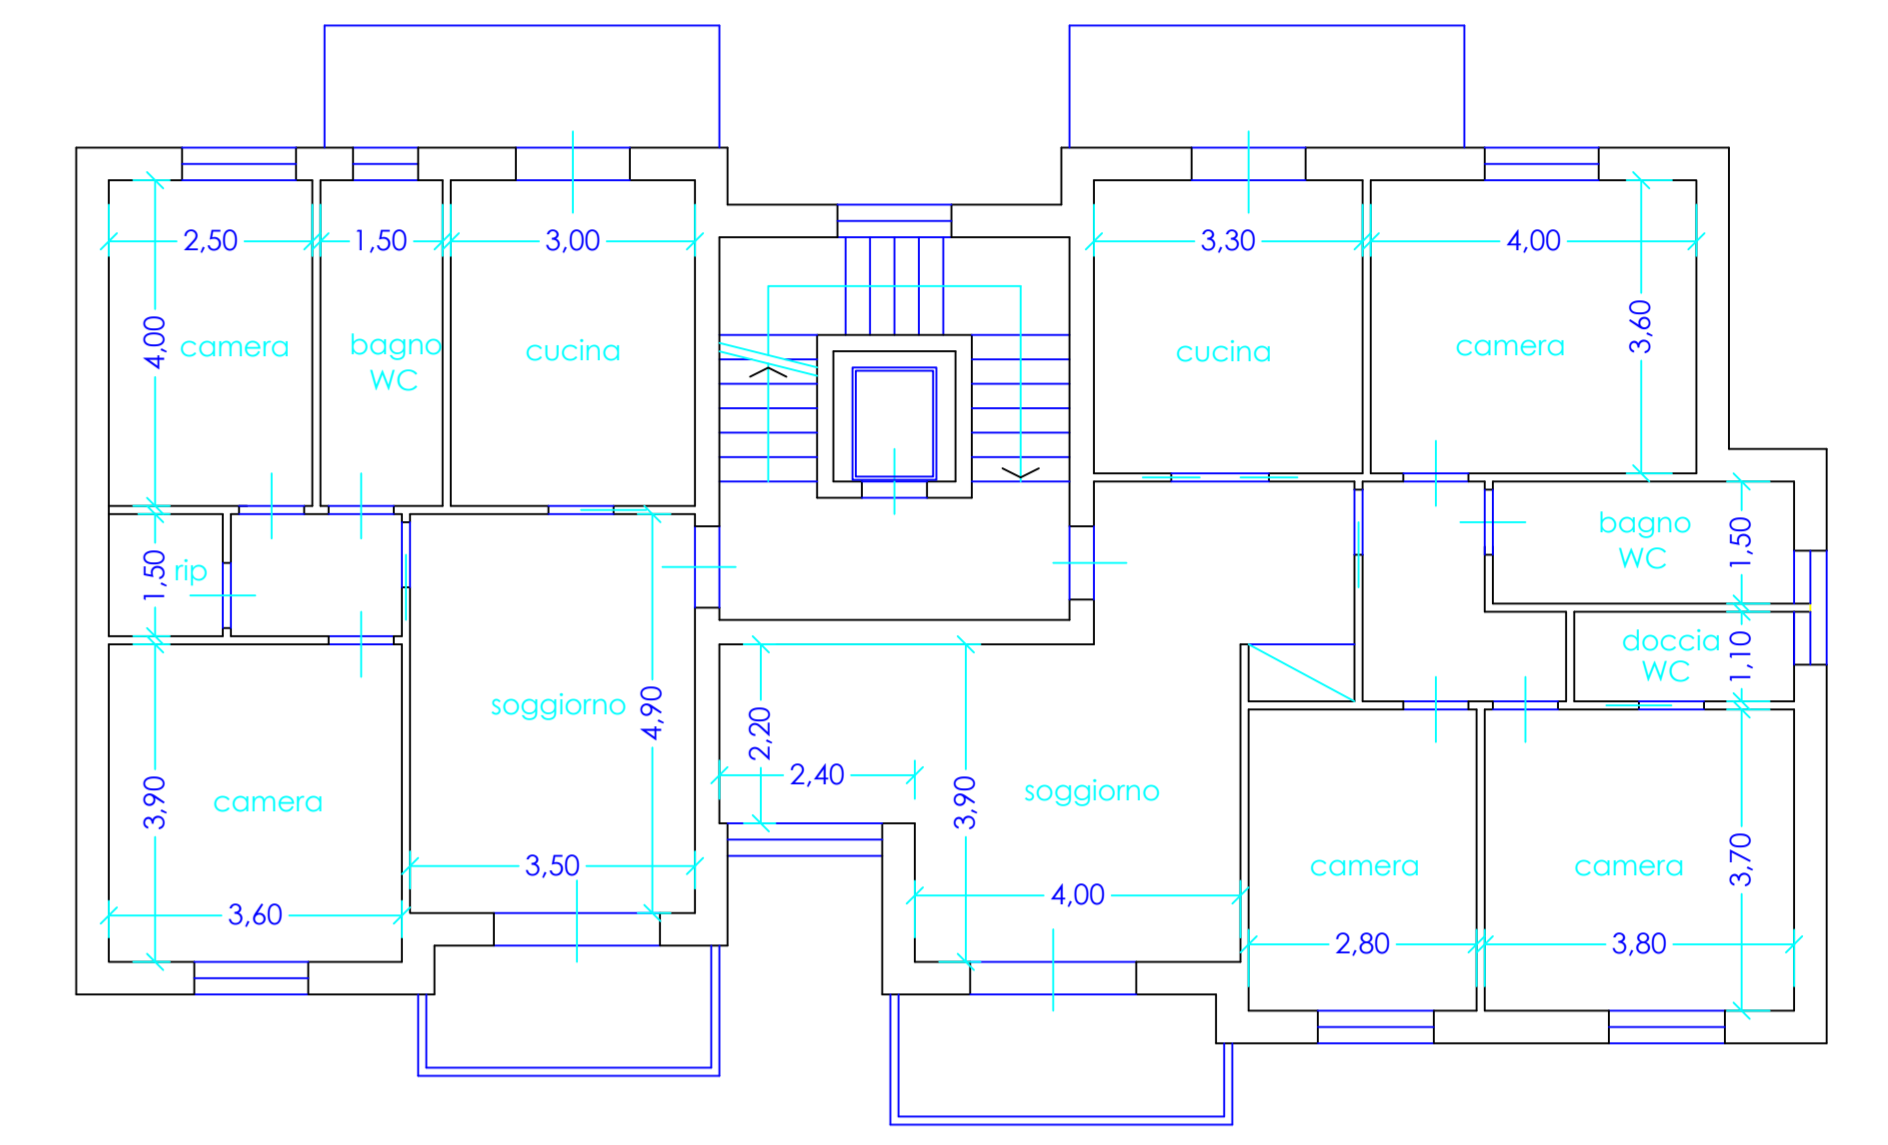 2,50
1,50
3,00
3,30
4,00
4,00
camera
bagno
WC
cucina
cucina
camera
3,60
1,50
rip
bagno
WC
1,50
doccia
WC
1,10
soggiorno
4,90
2,20
2,40
3,90
soggiorno
3,90
camera
3,50
3,60
4,00
camera
camera
3,70
2,80
3,80